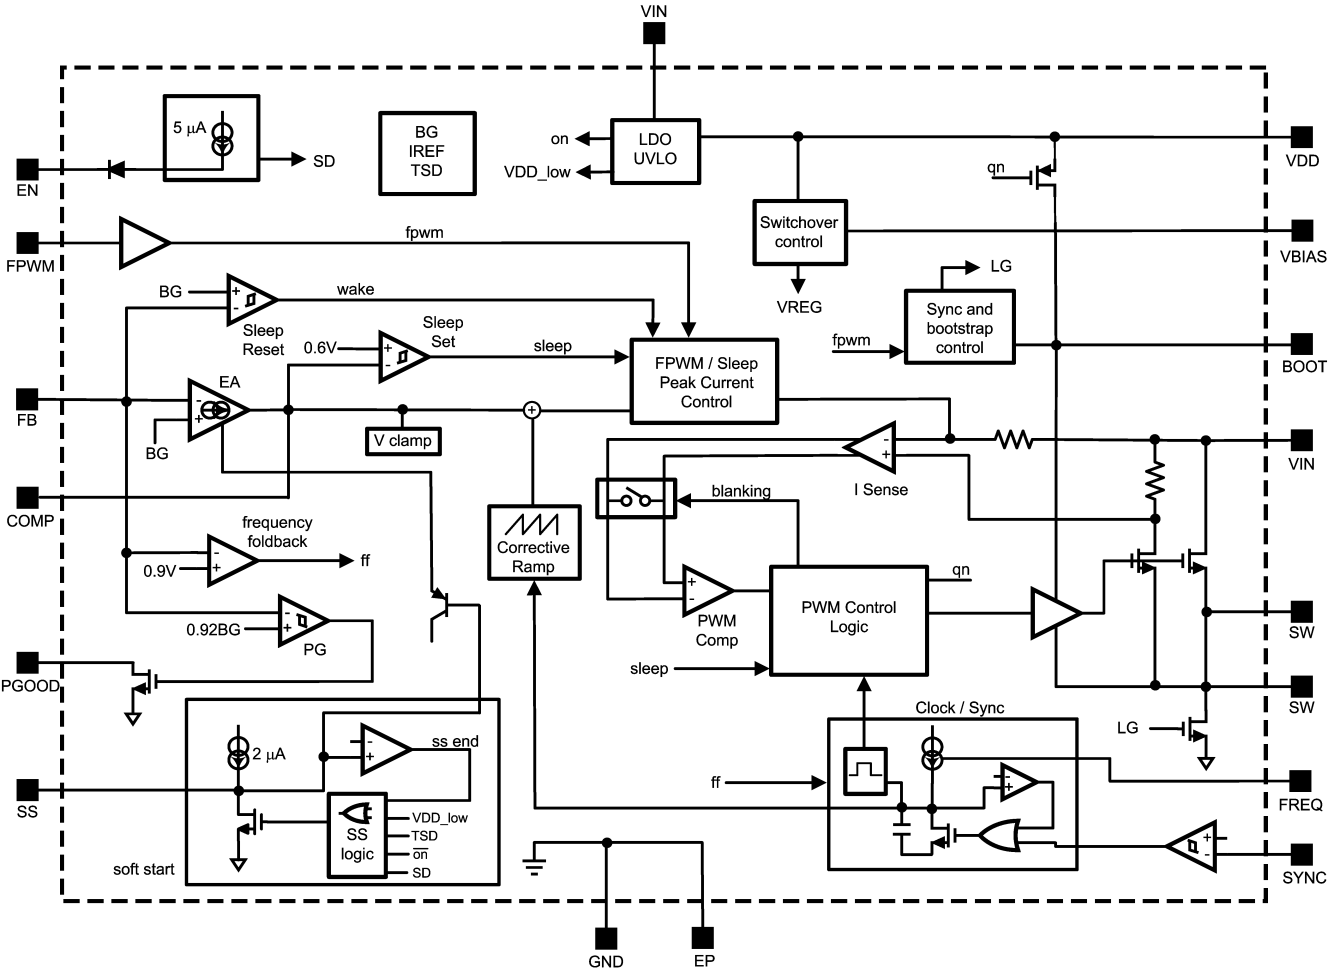 VIN
5 µA
SD
EN
BG
IREF
TSD
on
VDD_low
LDO
UVLO
VDD
qn
FPWM
fpwm
Switchover
control
VREG
VBIAS
BG
+
-
wake
Sleep
Reset
0.6V
+
-
Sleep
Set
sleep
LG
Sync and
bootstrap
control
fpwm
BOOT
FPWM / Sleep
Peak Current
Control
FB
EA
-
+
BG
V clamp
+
-
+
I Sense
VIN
COMP
blanking
frequency
foldback
-
+
0.9V
ff
Corrective
Ramp
+
-
PWM
Comp
PWM Control
Logic
qn
0.92BG
-
+
PG
SW
sleep
PGOOD
SW
LG
2 µA
-
+
ss end
Clock / Sync
ff
-
+
FREQ
SS
SS
logic
VDD_low
TSD
on
SD
soft start
+
-
SYNC
GND
EP